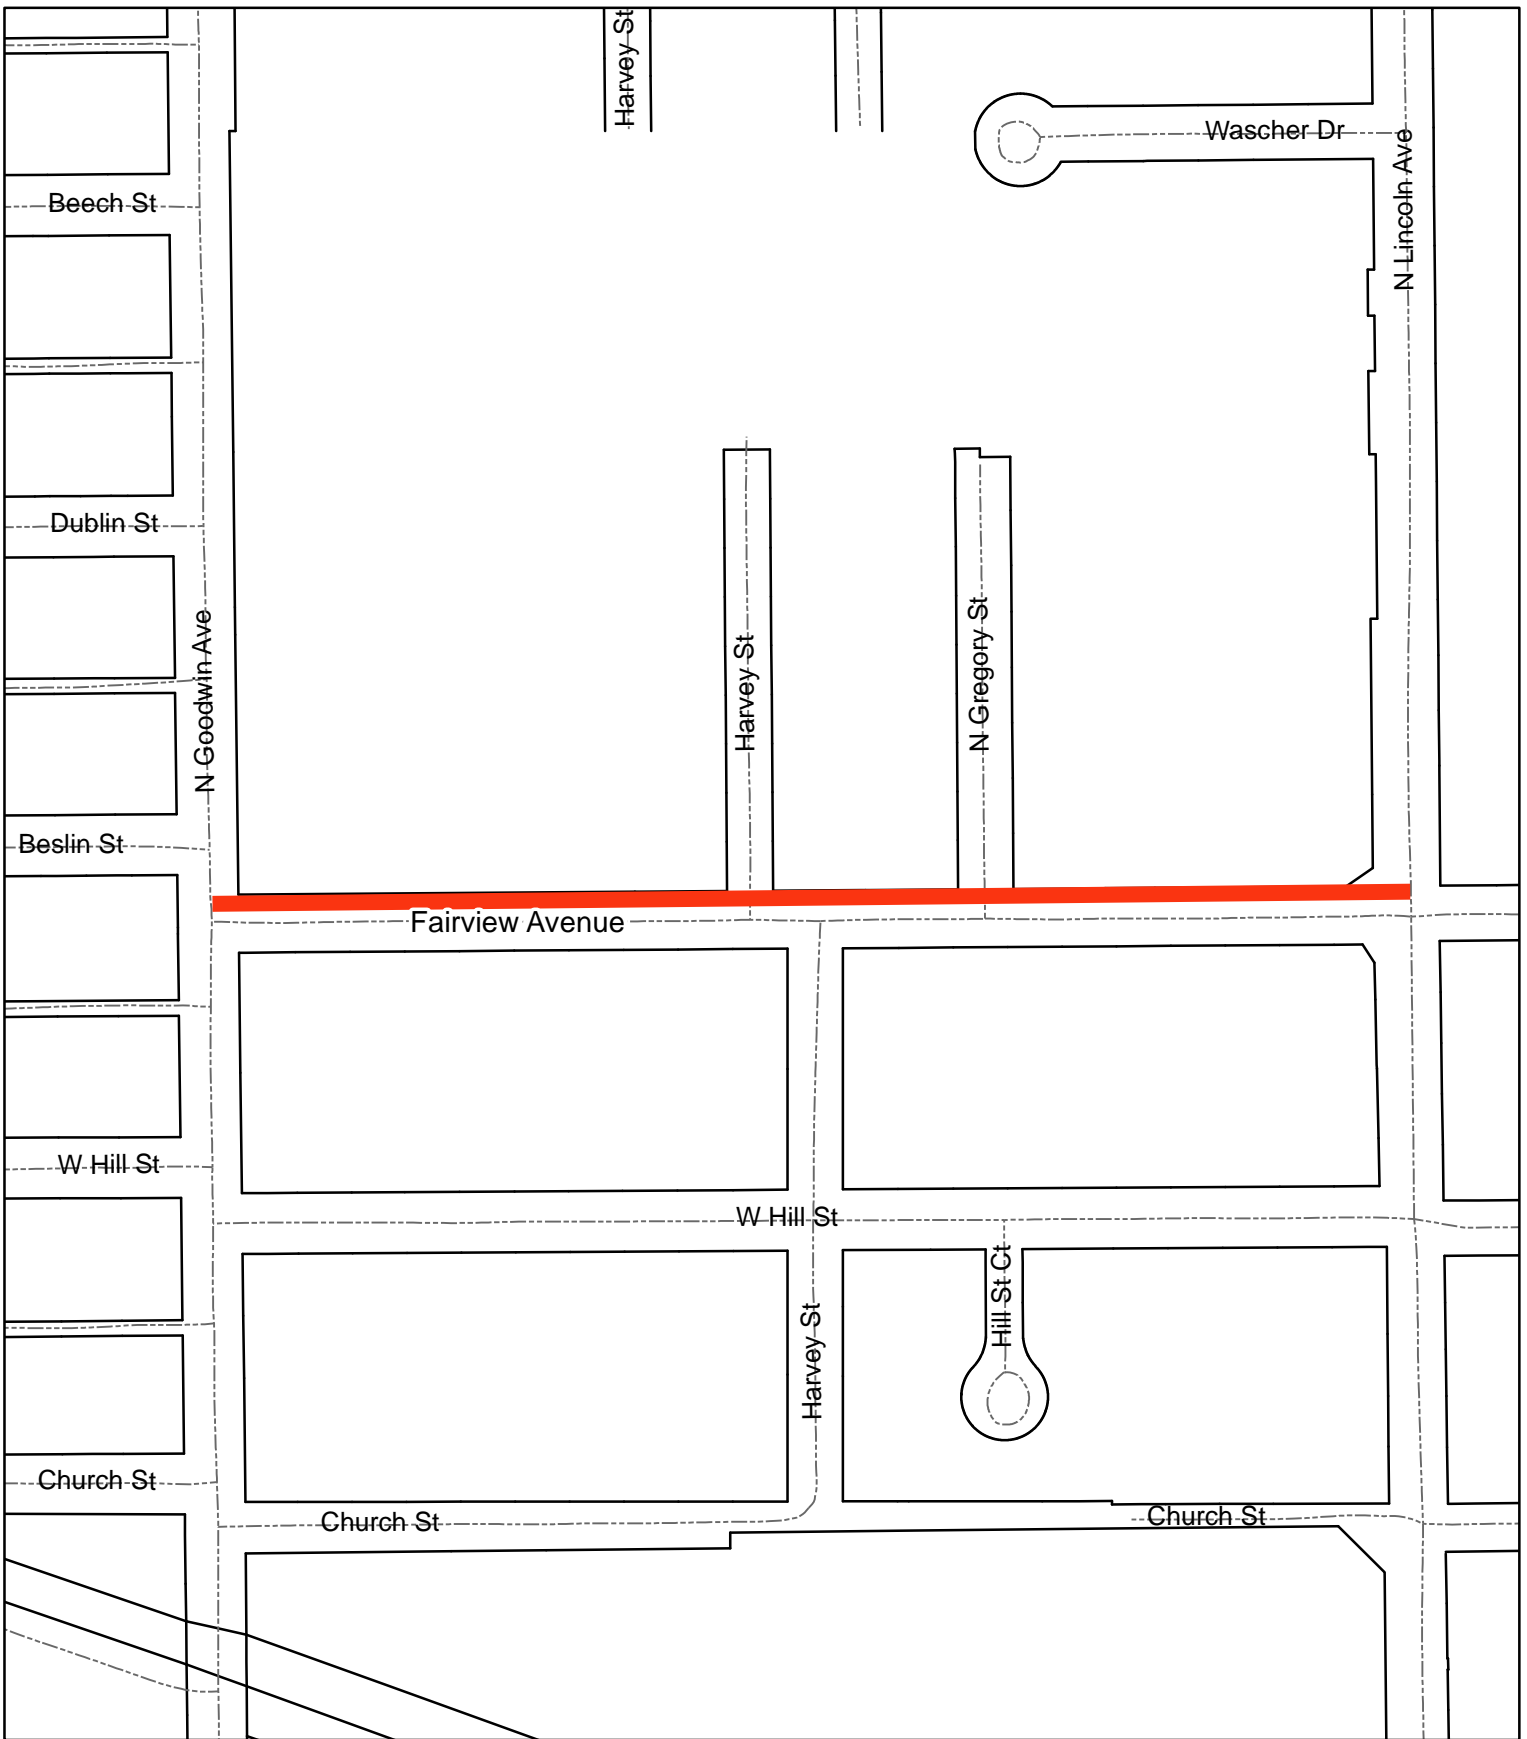 Harvey St
Wascher Dr
N Lincoln Ave
Beech St
Dublin St
N Goodwin Ave
Harvey St
N Gregory St
Beslin St
Fairview Avenue
W Hill St
W Hill St
Hill St Ct
Harvey St
Church St
Church St
Church St